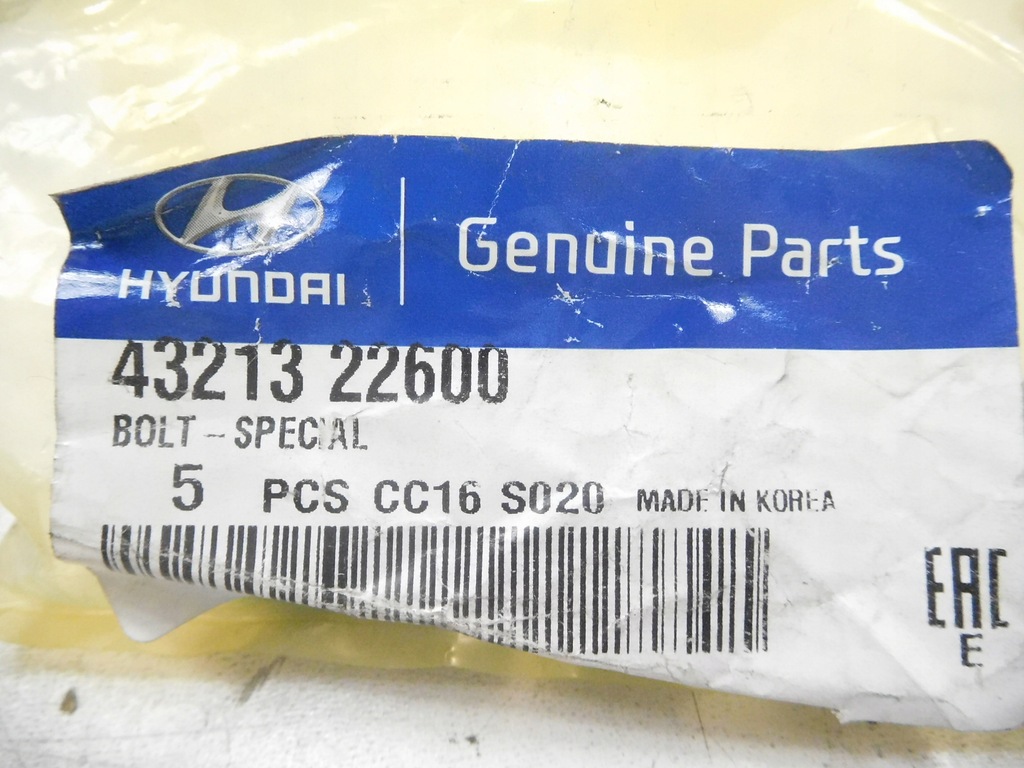 HYUNDAI
Genuine Parts
43213 22600
BOLT - SPECIAL
5 PCS CC16 S020 MADE IN KOREA
EAC
E